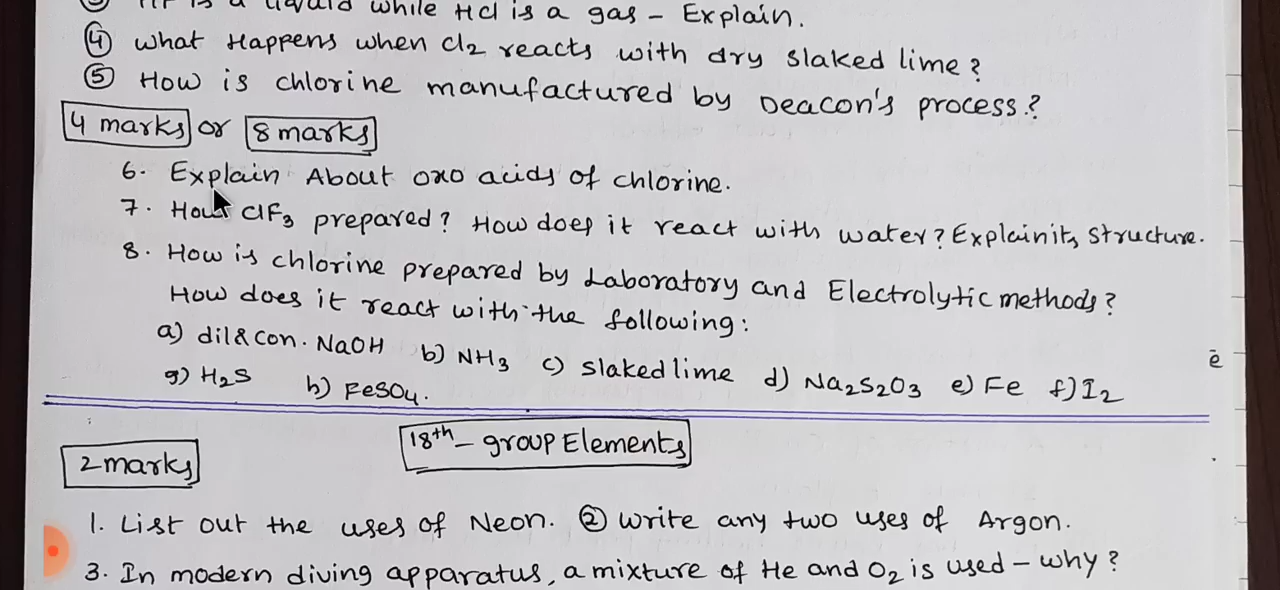 ③ HF is a liquid while HCl is a gas – Explain.
④ What Happens when Cl2 reacts with dry slaked lime?
⑤ How is chlorine manufactured by Deacon's process?
4 marks or 8 marks
6. Explain About oxo acids of chlorine.
7. How ClF3 prepared? How does it react with water? Explain its structure.
8. How is chlorine prepared by Laboratory and Electrolytic methods?
How does it react with the following:
a) dil & con. NaOH b) NH3 c) slaked lime d) Na2S2O3 e) Fe f) I2
g) H2S h) FeSO4.
ē
18th – group Elements
2 marks
1. List out the uses of Neon. ② Write any two uses of Argon.
3. In modern diving apparatus, a mixture of He and O2 is used – why?